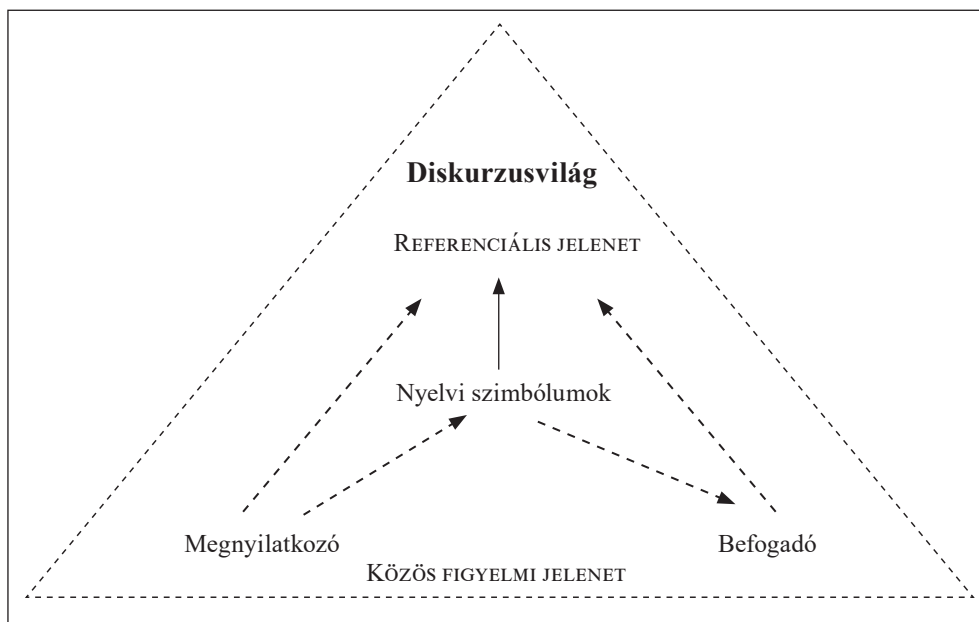 Diskurzusvilág
REFERENCIÁLIS JELENET
Nyelvi szimbólumok
Megnyilatkozó
Befogadó
KÖZÖS FIGYELMI JELENET